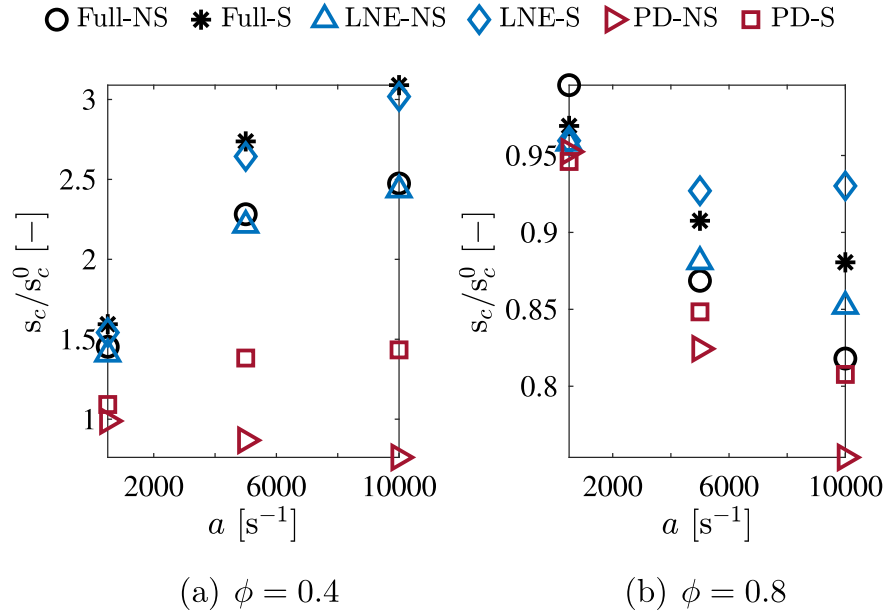 Full-NS Full-S LNE-NS LNE-S PD-NS PD-S
3
2.5
2
1.5
1
s_c/s_c^0 [−]
2000 6000 10000
a [s^{−1}]
(a) ϕ = 0.4
0.95
0.9
0.85
0.8
s_c/s_c^0 [−]
2000 6000 10000
a [s^{−1}]
(b) ϕ = 0.8